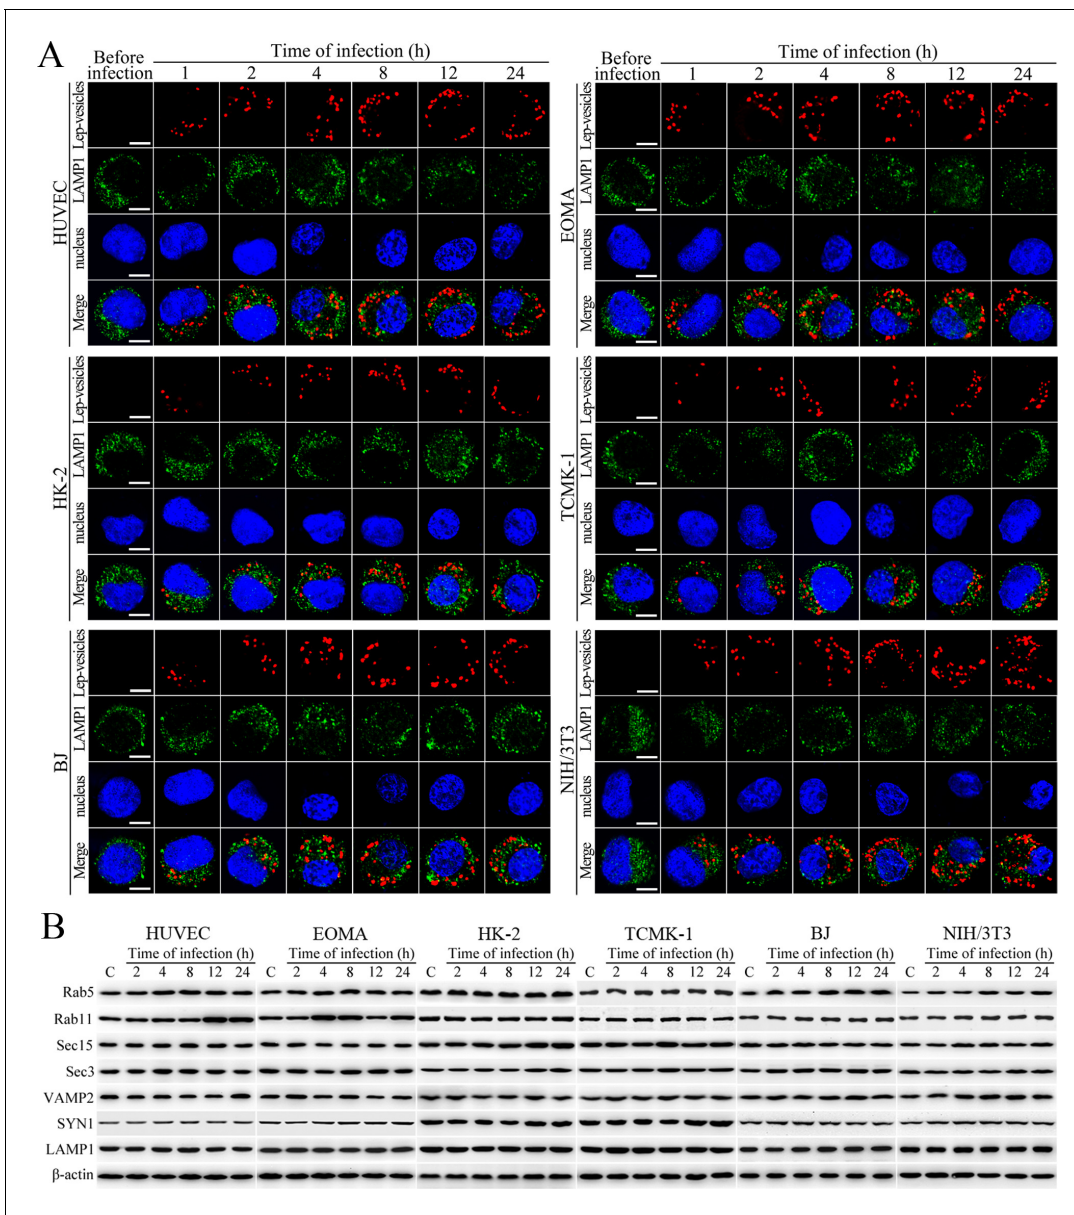 A
Before infection
Time of infection (h)
1 2 4 8 12 24
Before infection
Time of infection (h)
1 2 4 8 12 24
HUVEC
Lep-vesicles
LAMP1
nucleus
Merge
EOMA
Lep-vesicles
LAMP1
nucleus
Merge
HK-2
Lep-vesicles
LAMP1
nucleus
Merge
TCMK-1
Lep-vesicles
LAMP1
nucleus
Merge
BJ
Lep-vesicles
LAMP1
nucleus
Merge
NIH/3T3
Lep-vesicles
LAMP1
nucleus
Merge
B
HUVEC EOMA HK-2 TCMK-1 BJ NIH/3T3
Time of infection (h) Time of infection (h) Time of infection (h) Time of infection (h) Time of infection (h) Time of infection (h)
C 2 4 8 12 24 C 2 4 8 12 24 C 2 4 8 12 24 C 2 4 8 12 24 C 2 4 8 12 24 C 2 4 8 12 24
Rab5
Rab11
Sec15
Sec3
VAMP2
SYN1
LAMP1
β-actin